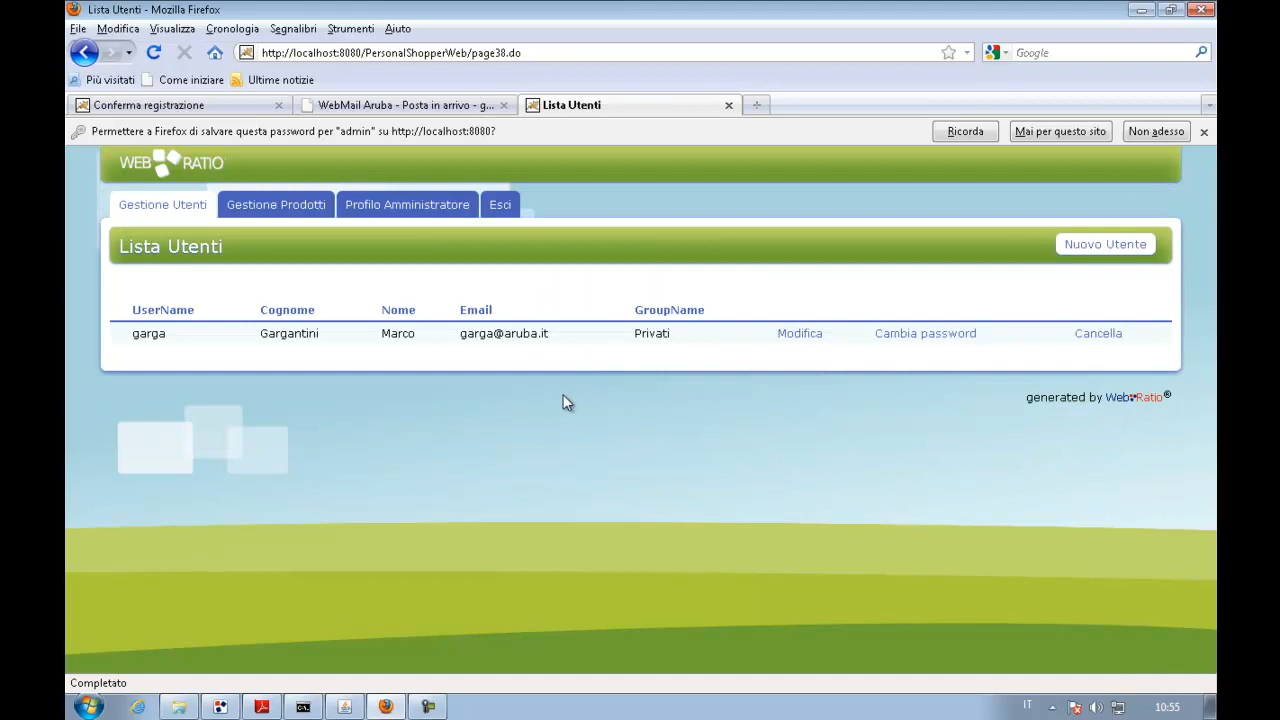 Lista Utenti - Mozilla Firefox
File Modifica Visualizza Cronologia Segnalibri Strumenti Aiuto
http://localhost:8080/PersonalShopperWeb/page38.do Google
Più visitati Come iniziare Ultime notizie
Conferma registrazione WebMail Aruba - Posta in arrivo - g... Lista Utenti
Permettere a Firefox di salvare questa password per "admin" su http://localhost:8080? Ricorda Mai per questo sito Non adesso
WEB RATIO
Gestione Utenti Gestione Prodotti Profilo Amministratore Esci
Lista Utenti Nuovo Utente
UserName Cognome Nome Email GroupName
garga Gargantini Marco garga@aruba.it Privati Modifica Cambia password Cancella
generated by WebRatio®
Completato
IT 10:55